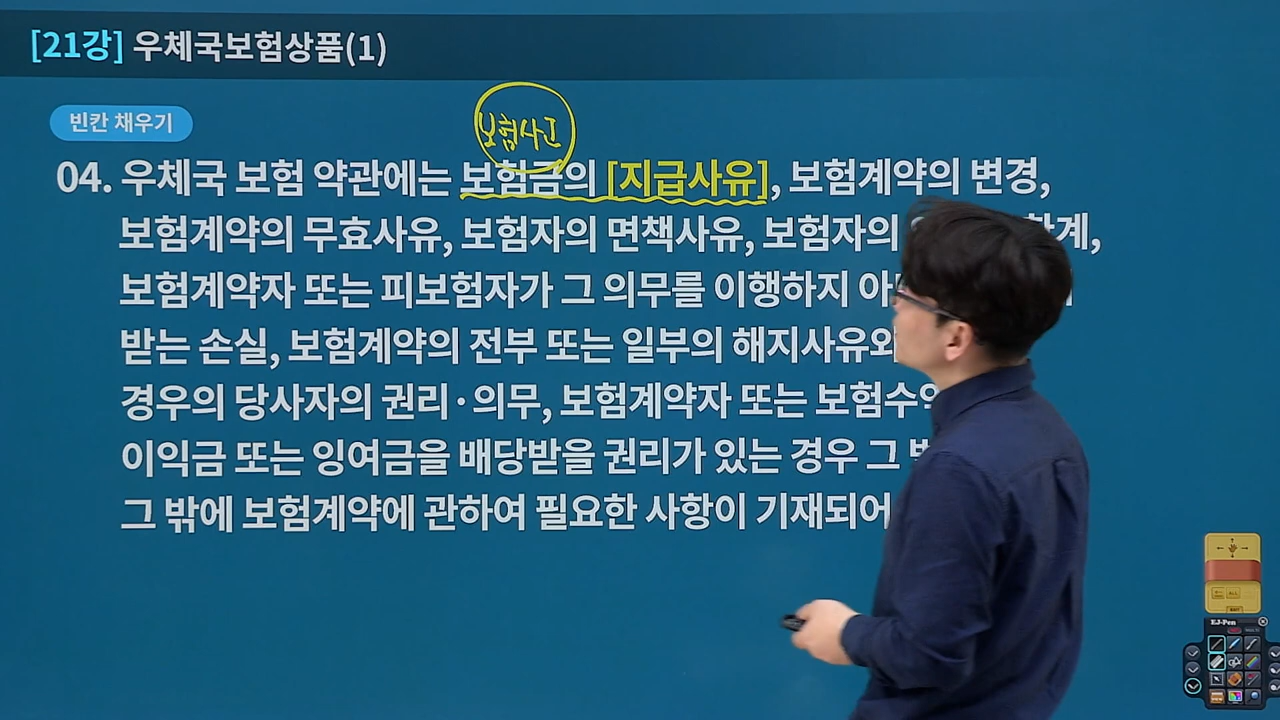 [21강] 우체국보험상품(1)
빈칸 채우기
보험사고
04. 우체국 보험 약관에는 보험금의 [지급사유], 보험계약의 변경,
보험계약의 무효사유, 보험자의 면책사유, 보험자의
보험계약자 또는 피보험자가 그 의무를 이행하지
받는 손실, 보험계약의 전부 또는 일부의 해지사유와
경우의 당사자의 권리·의무, 보험계약자 또는
이익금 또는 잉여금을 배당받을 권리가 있는 경우 그
그 밖에 보험계약에 관하여 필요한 사항이 기재되어
EJ-Pen
ALL
EXIT